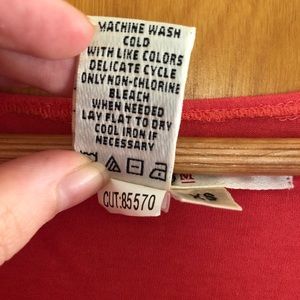 MACHINE WASH
COLD
WITH LIKE COLORS
DELICATE CYCLE
ONLY NON-CHLORINE
BLEACH
WHEN NEEDED
LAY FLAT TO DRY
COOL IRON IF
NECESSARY
CUT:85570
M
XS